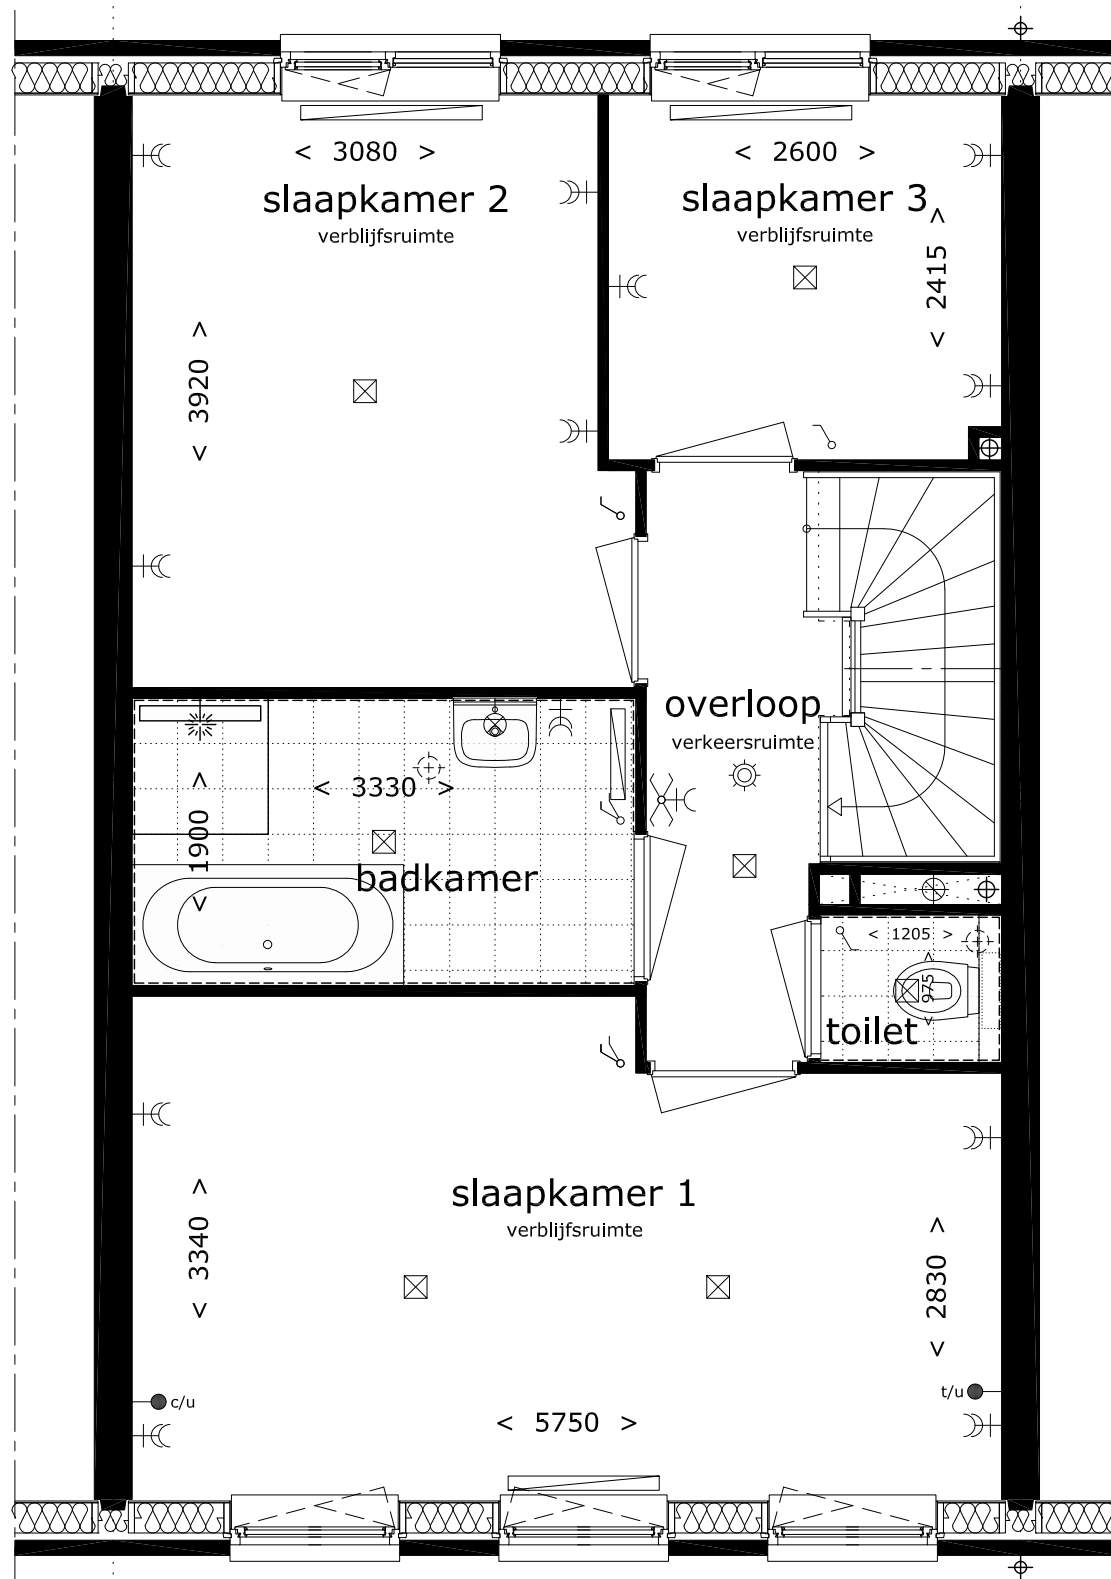 < 3080 >
slaapkamer 2
verblijfsruimte
< 2600 >
slaapkamer 3
verblijfsruimte
< 2415 >
< 3920 >
overloop
verkeersruimte
< 3330 >
< 1900 >
badkamer
< 1205 >
< 975 >
toilet
slaapkamer 1
verblijfsruimte
< 3340 >
< 2830 >
c/u
t/u
< 5750 >